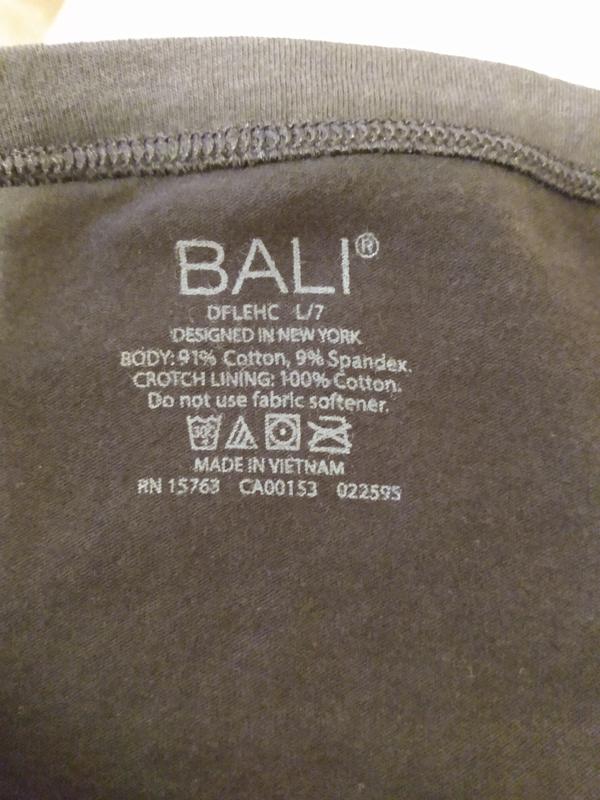 BALI®
DFLEHC L/7
DESIGNED IN NEW YORK
BODY: 91% Cotton, 9% Spandex.
CROTCH LINING: 100% Cotton.
Do not use fabric softener.
30°
MADE IN VIETNAM
RN 15763 CA00153 022595